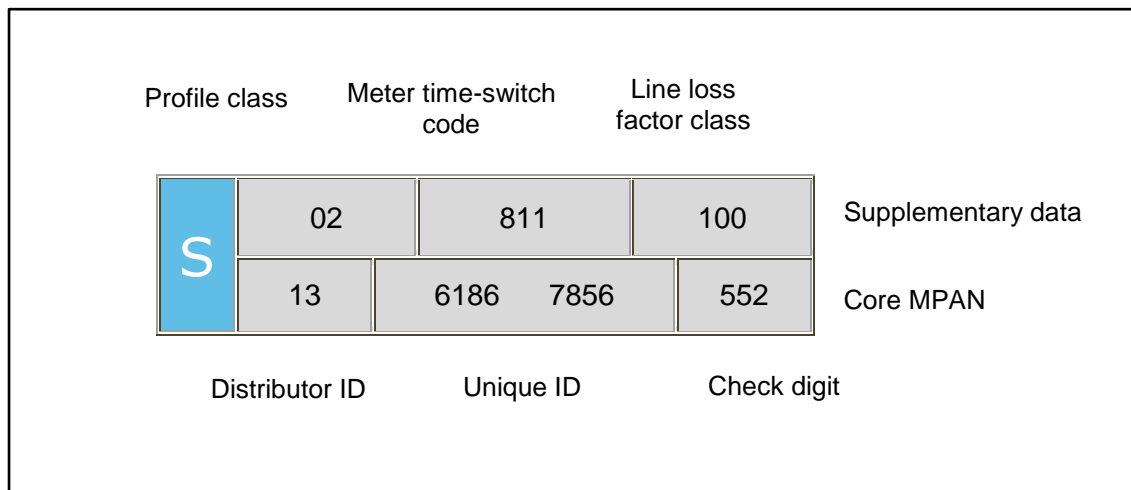 Profile class
Meter time-switch
code
Line loss
factor class
S
02 811 100
Supplementary data
13 6186 7856 552
Core MPAN
Distributor ID Unique ID Check digit